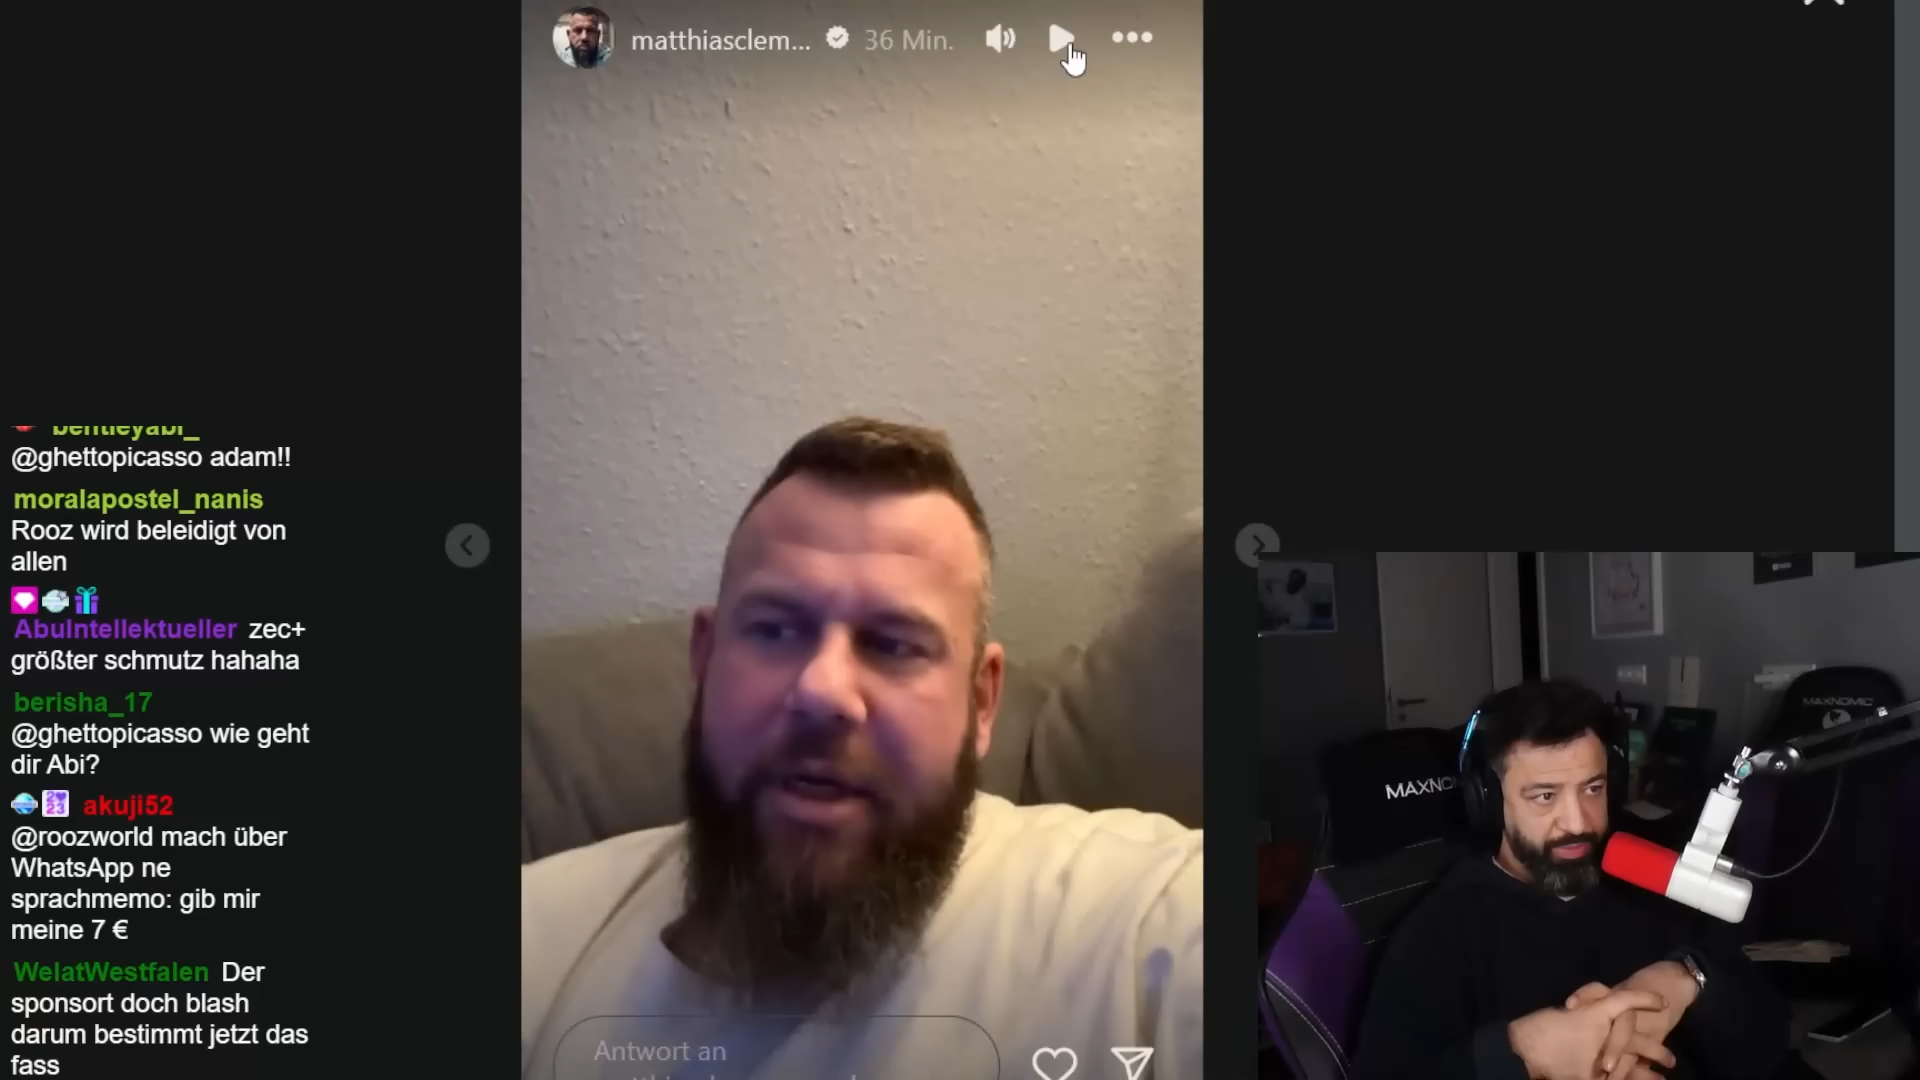 matthiasclem... 36 Min.
bentleyabi_
@ghettopicasso adam!!
moralapostel_nanis
Rooz wird beleidigt von
allen
AbuIntellektueller zec+
größter schmutz hahaha
berisha_17
@ghettopicasso wie geht
dir Abi?
akuji52
@roozworld mach über
WhatsApp ne
sprachmemo: gib mir
meine 7 €
WelatWestfalen Der
sponsort doch blash
darum bestimmt jetzt das
fass
Antwort an
MAXNOMIC
MAXNO